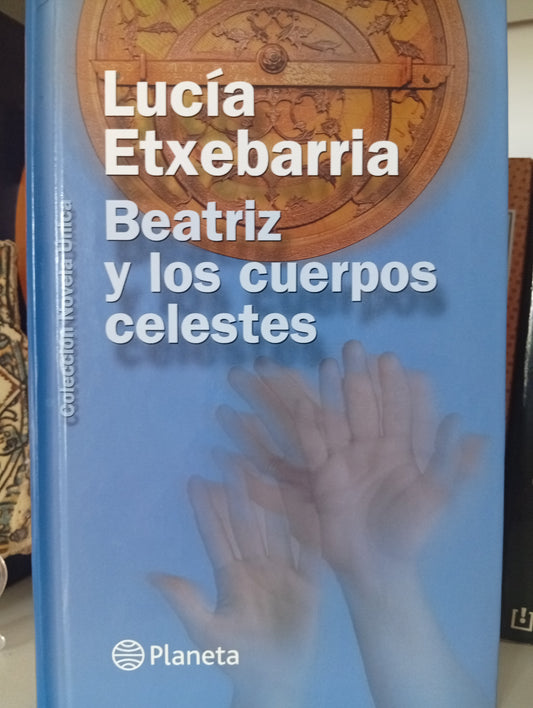 Lucía
Etxebarria
Beatriz
y los cuerpos
celestes
Colección Novela Única
Planeta
[!]